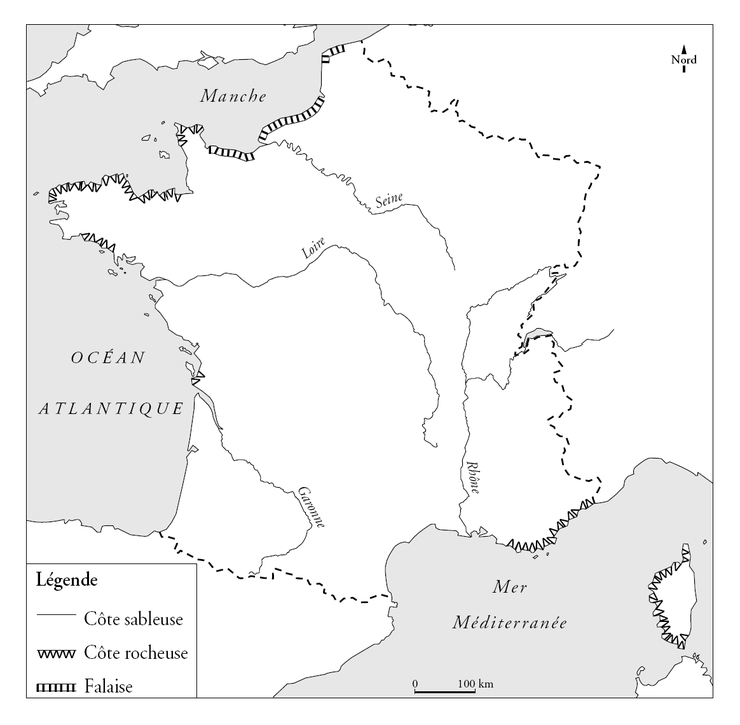 Nord
Manche
Seine
Loire
OCÉAN
ATLANTIQUE
Rhône
Garonne
Légende
Côte sableuse
Côte rocheuse
Falaise
Mer
Méditerranée
0 100 km